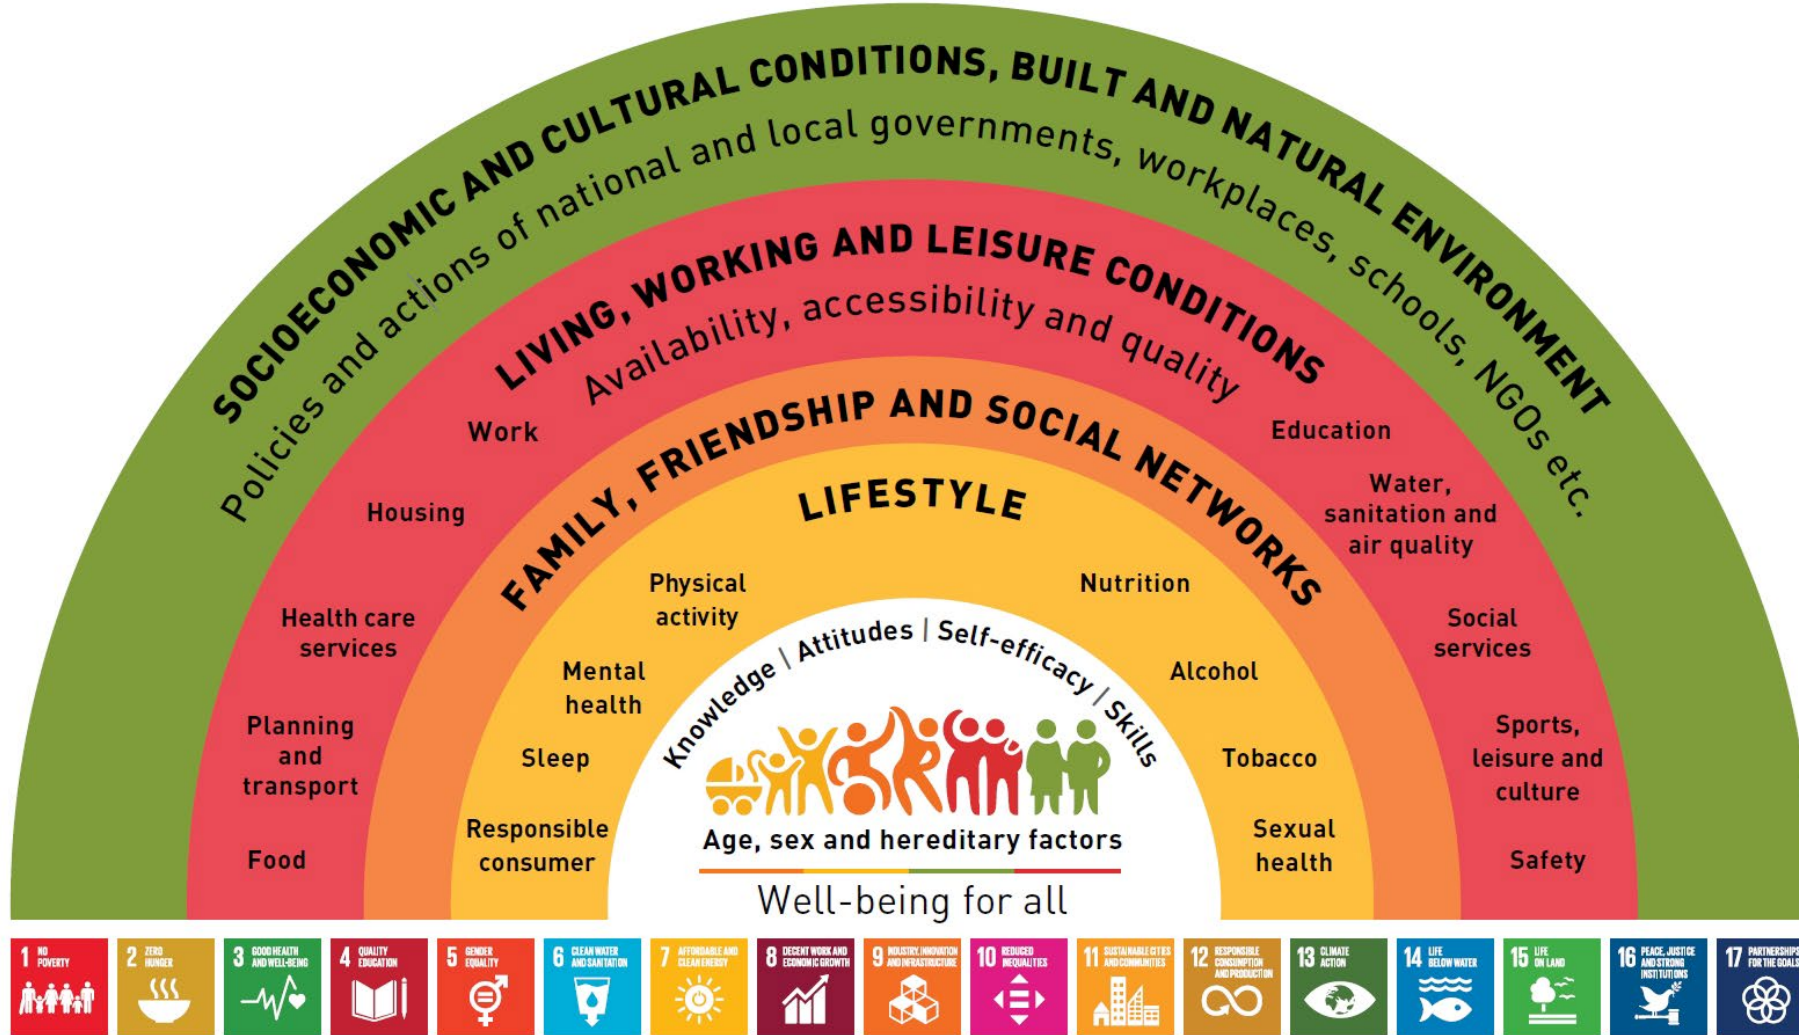 SOCIOECONOMIC AND CULTURAL CONDITIONS, BUILT AND NATURAL ENVIRONMENT
Policies and actions of national and local governments, workplaces, schools, NGOs etc.
LIVING, WORKING AND LEISURE CONDITIONS
Availability, accessibility and quality
Work
Housing
Health care
services
Planning
and
transport
Food
Education
Water,
sanitation and
air quality
Social
services
Sports,
leisure and
culture
Safety
FAMILY, FRIENDSHIP AND SOCIAL NETWORKS
LIFESTYLE
Physical
activity
Mental
health
Sleep
Responsible
consumer
Nutrition
Alcohol
Tobacco
Sexual
health
Knowledge | Attitudes | Self-efficacy | Skills
Age, sex and hereditary factors
Well-being for all
1 NO
POVERTY
2 ZERO
HUNGER
3 GOOD HEALTH
AND WELL-BEING
4 QUALITY
EDUCATION
5 GENDER
EQUALITY
6 CLEAN WATER
AND SANITATION
7 AFFORDABLE AND
CLEAN ENERGY
8 DECENT WORK AND
ECONOMIC GROWTH
9 INDUSTRY, INNOVATION
AND INFRASTRUCTURE
10 REDUCED
INEQUALITIES
11 SUSTAINABLE CITIES
AND COMMUNITIES
12 RESPONSIBLE
CONSUMPTION
AND PRODUCTION
13 CLIMATE
ACTION
14 LIFE
BELOW WATER
15 LIFE
ON LAND
16 PEACE, JUSTICE
AND STRONG
INSTITUTIONS
17 PARTNERSHIPS
FOR THE GOALS